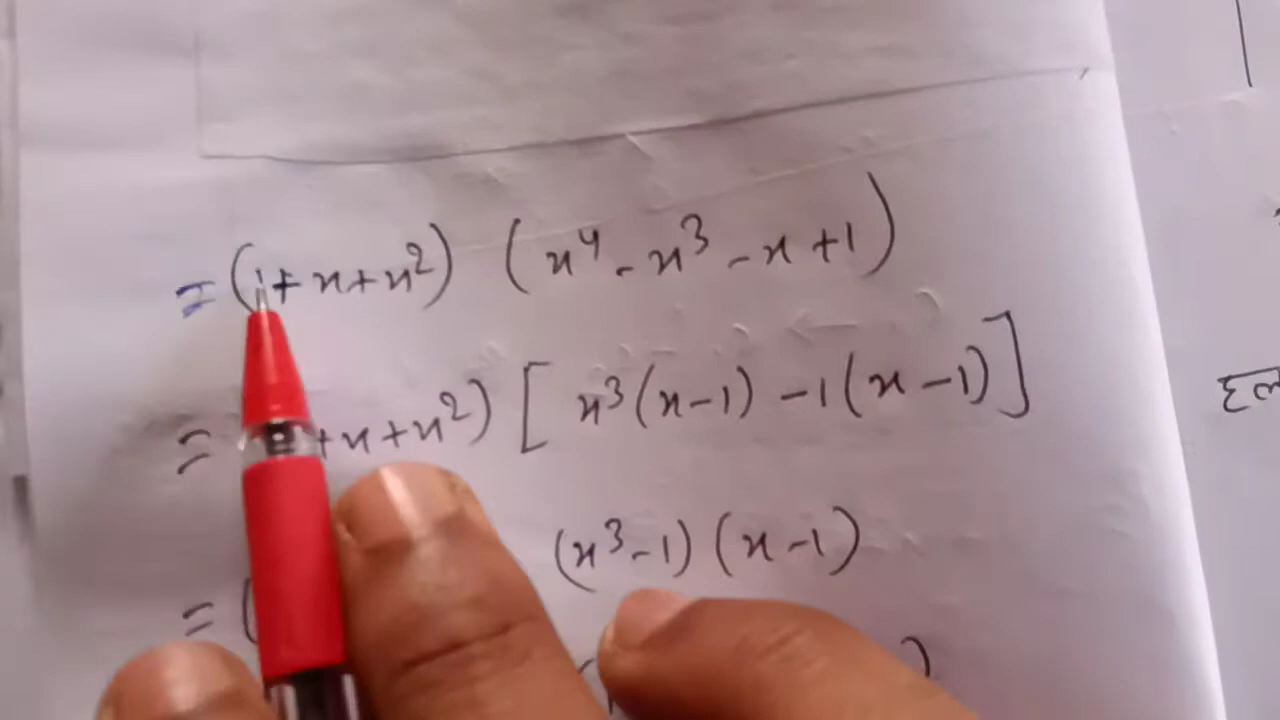 = (1+x+x²) (x⁴-x³-x+1)
= +x+x²) [x³(x-1) -1(x-1)]
= ( (x³-1)(x-1)